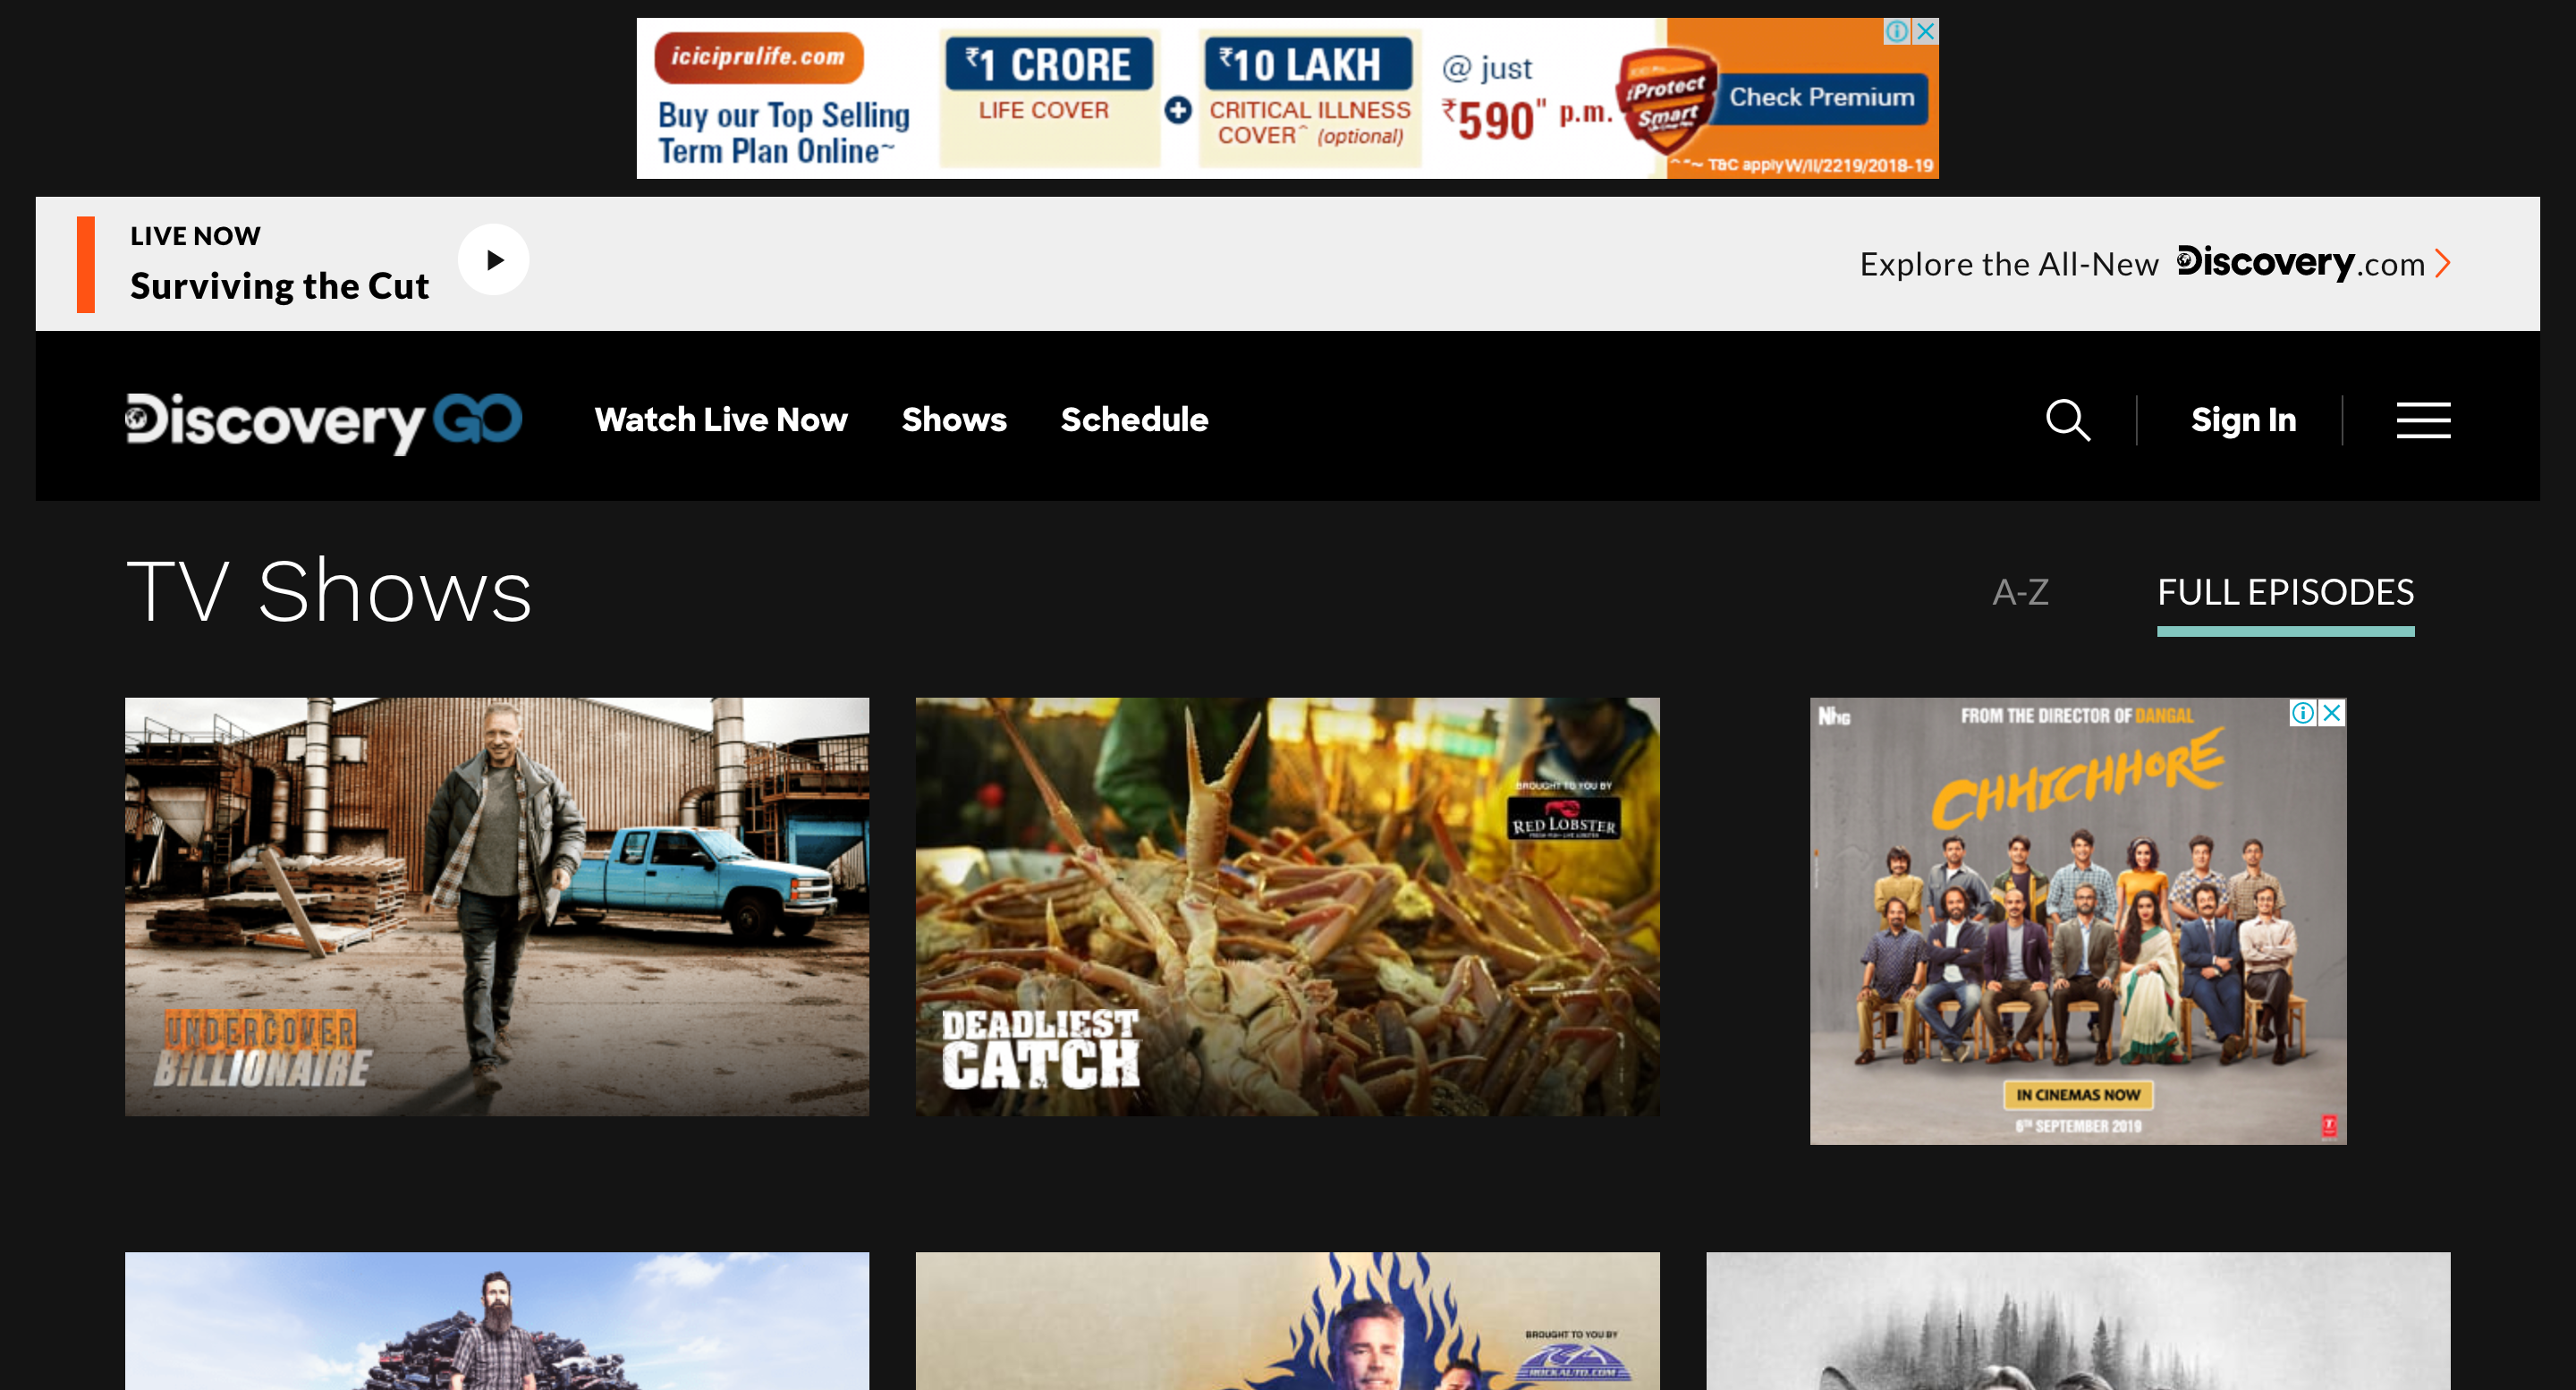 iciciprulife.com
Buy our Top Selling
Term Plan Online~
₹1 CRORE
LIFE COVER
₹10 LAKH
CRITICAL ILLNESS
COVER^ (optional)
@ just
₹590" p.m.
iProtect
Smart
Check Premium
^"~ T&C apply W/II/2219/2018-19
LIVE NOW
Surviving the Cut
Explore the All-New Discovery.com
Discovery GO
Watch Live Now
Shows
Schedule
Sign In
TV Shows
A-Z
FULL EPISODES
UNDERCOVER
BILLIONAIRE
BROUGHT TO YOU BY
RED LOBSTER
DEADLIEST
CATCH
FROM THE DIRECTOR OF DANGAL
CHHICHHORE
IN CINEMAS NOW
6TH SEPTEMBER 2019
BROUGHT TO YOU BY
ROCKAUTO.COM